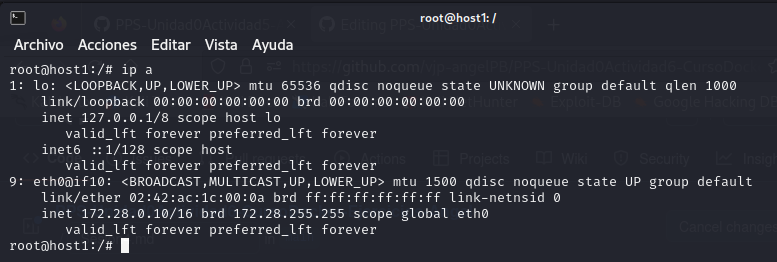 root@host1: /
Archivo Acciones Editar Vista Ayuda
root@host1:/# ip a
1: lo: <LOOPBACK,UP,LOWER_UP> mtu 65536 qdisc noqueue state UNKNOWN group default qlen 1000
    link/loopback 00:00:00:00:00:00 brd 00:00:00:00:00:00
    inet 127.0.0.1/8 scope host lo
       valid_lft forever preferred_lft forever
    inet6 ::1/128 scope host
       valid_lft forever preferred_lft forever
9: eth0@if10: <BROADCAST,MULTICAST,UP,LOWER_UP> mtu 1500 qdisc noqueue state UP group default
    link/ether 02:42:ac:1c:00:0a brd ff:ff:ff:ff:ff:ff link-netnsid 0
    inet 172.28.0.10/16 brd 172.28.255.255 scope global eth0
       valid_lft forever preferred_lft forever
root@host1:/#